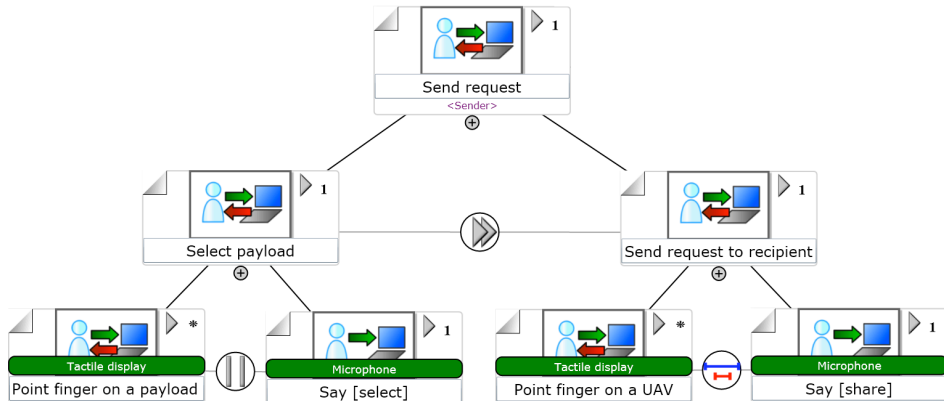 1
Send request
<Sender>
1
Select payload
1
Send request to recipient
*
Tactile display
Point finger on a payload
1
Microphone
Say [select]
*
Tactile display
Point finger on a UAV
1
Microphone
Say [share]